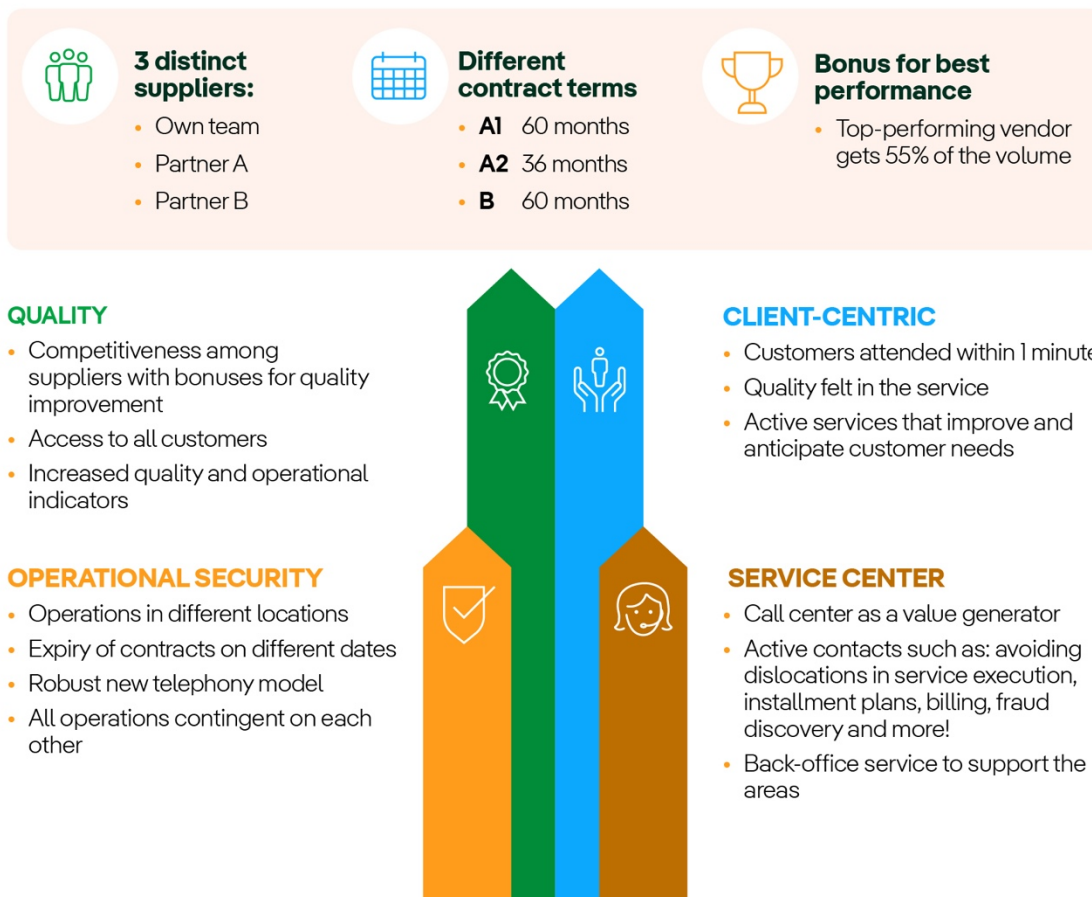 3 distinct
suppliers:
• Own team
• Partner A
• Partner B
Different
contract terms
• A1 60 months
• A2 36 months
• B 60 months
Bonus for best
performance
• Top-performing vendor
gets 55% of the volume
QUALITY
• Competitiveness among
suppliers with bonuses for quality
improvement
• Access to all customers
• Increased quality and operational
indicators
CLIENT-CENTRIC
• Customers attended within 1 minute
• Quality felt in the service
• Active services that improve and
anticipate customer needs
OPERATIONAL SECURITY
• Operations in different locations
• Expiry of contracts on different dates
• Robust new telephony model
• All operations contingent on each
other
SERVICE CENTER
• Call center as a value generator
• Active contacts such as: avoiding
dislocations in service execution,
installment plans, billing, fraud
discovery and more!
• Back-office service to support the
areas